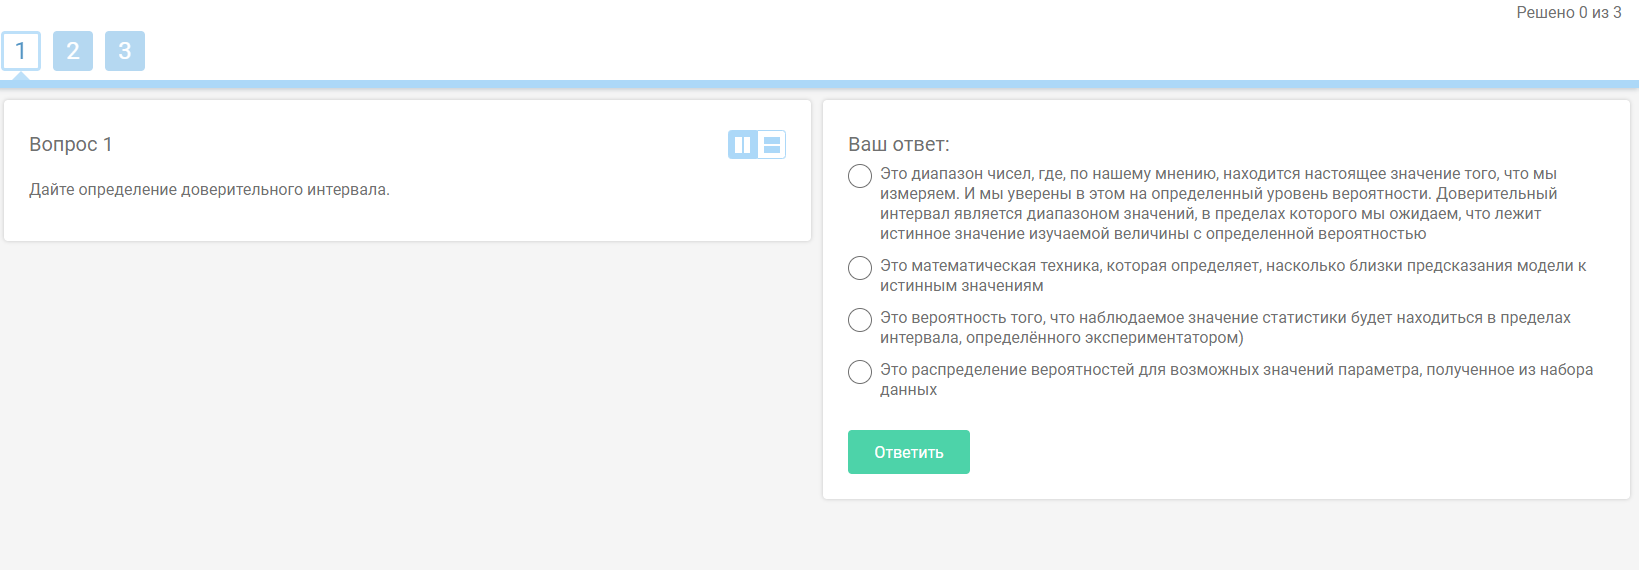 Решено 0 из 3
1 2 3
Вопрос 1
Дайте определение доверительного интервала.
Ваш ответ:
Это диапазон чисел, где, по нашему мнению, находится настоящее значение того, что мы
измеряем. И мы уверены в этом на определенный уровень вероятности. Доверительный
интервал является диапазоном значений, в пределах которого мы ожидаем, что лежит
истинное значение изучаемой величины с определенной вероятностью
Это математическая техника, которая определяет, насколько близки предсказания модели к
истинным значениям
Это вероятность того, что наблюдаемое значение статистики будет находиться в пределах
интервала, определённого экспериментатором)
Это распределение вероятностей для возможных значений параметра, полученное из набора
данных
Ответить